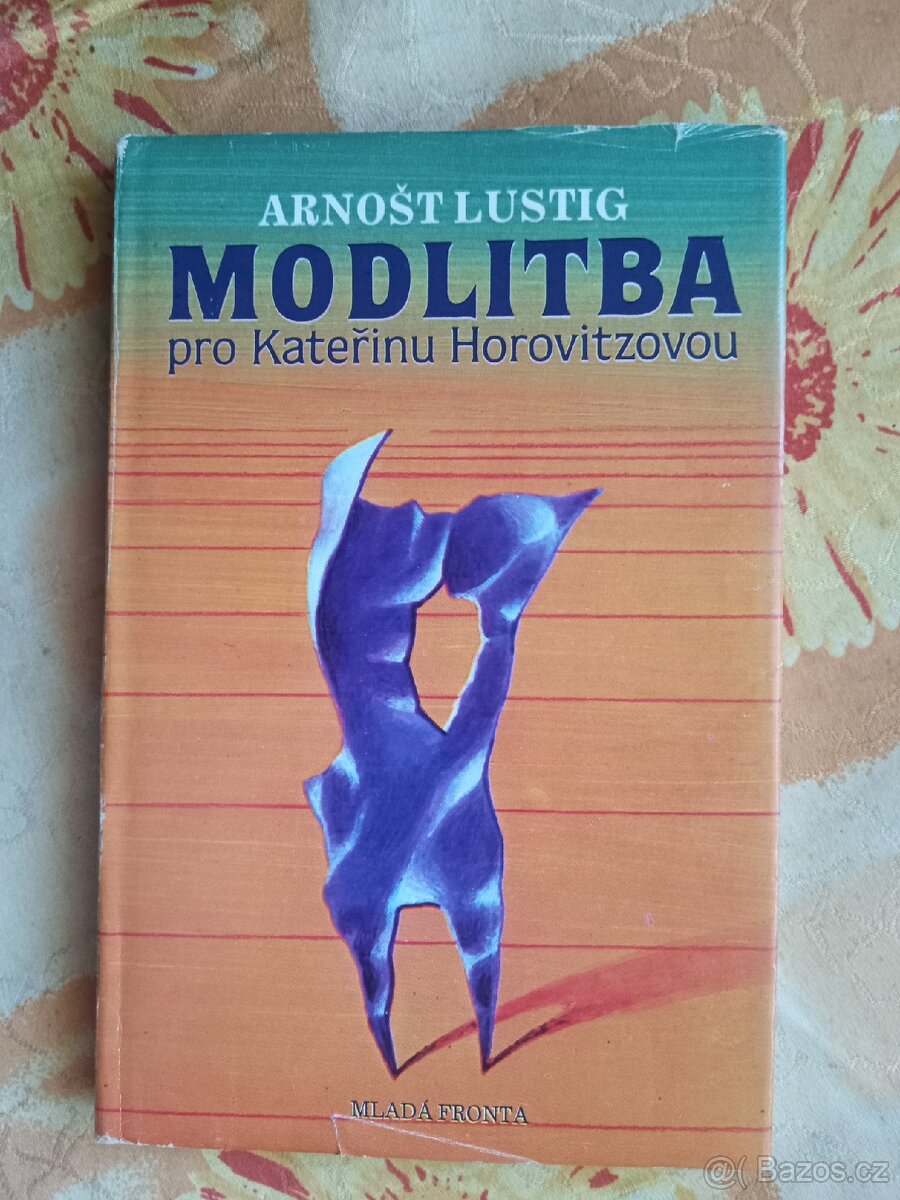 ARNOŠT LUSTIG
MODLITBA
pro Kateřinu Horovitzovou
MLADÁ FRONTA
@( Bazos.cz